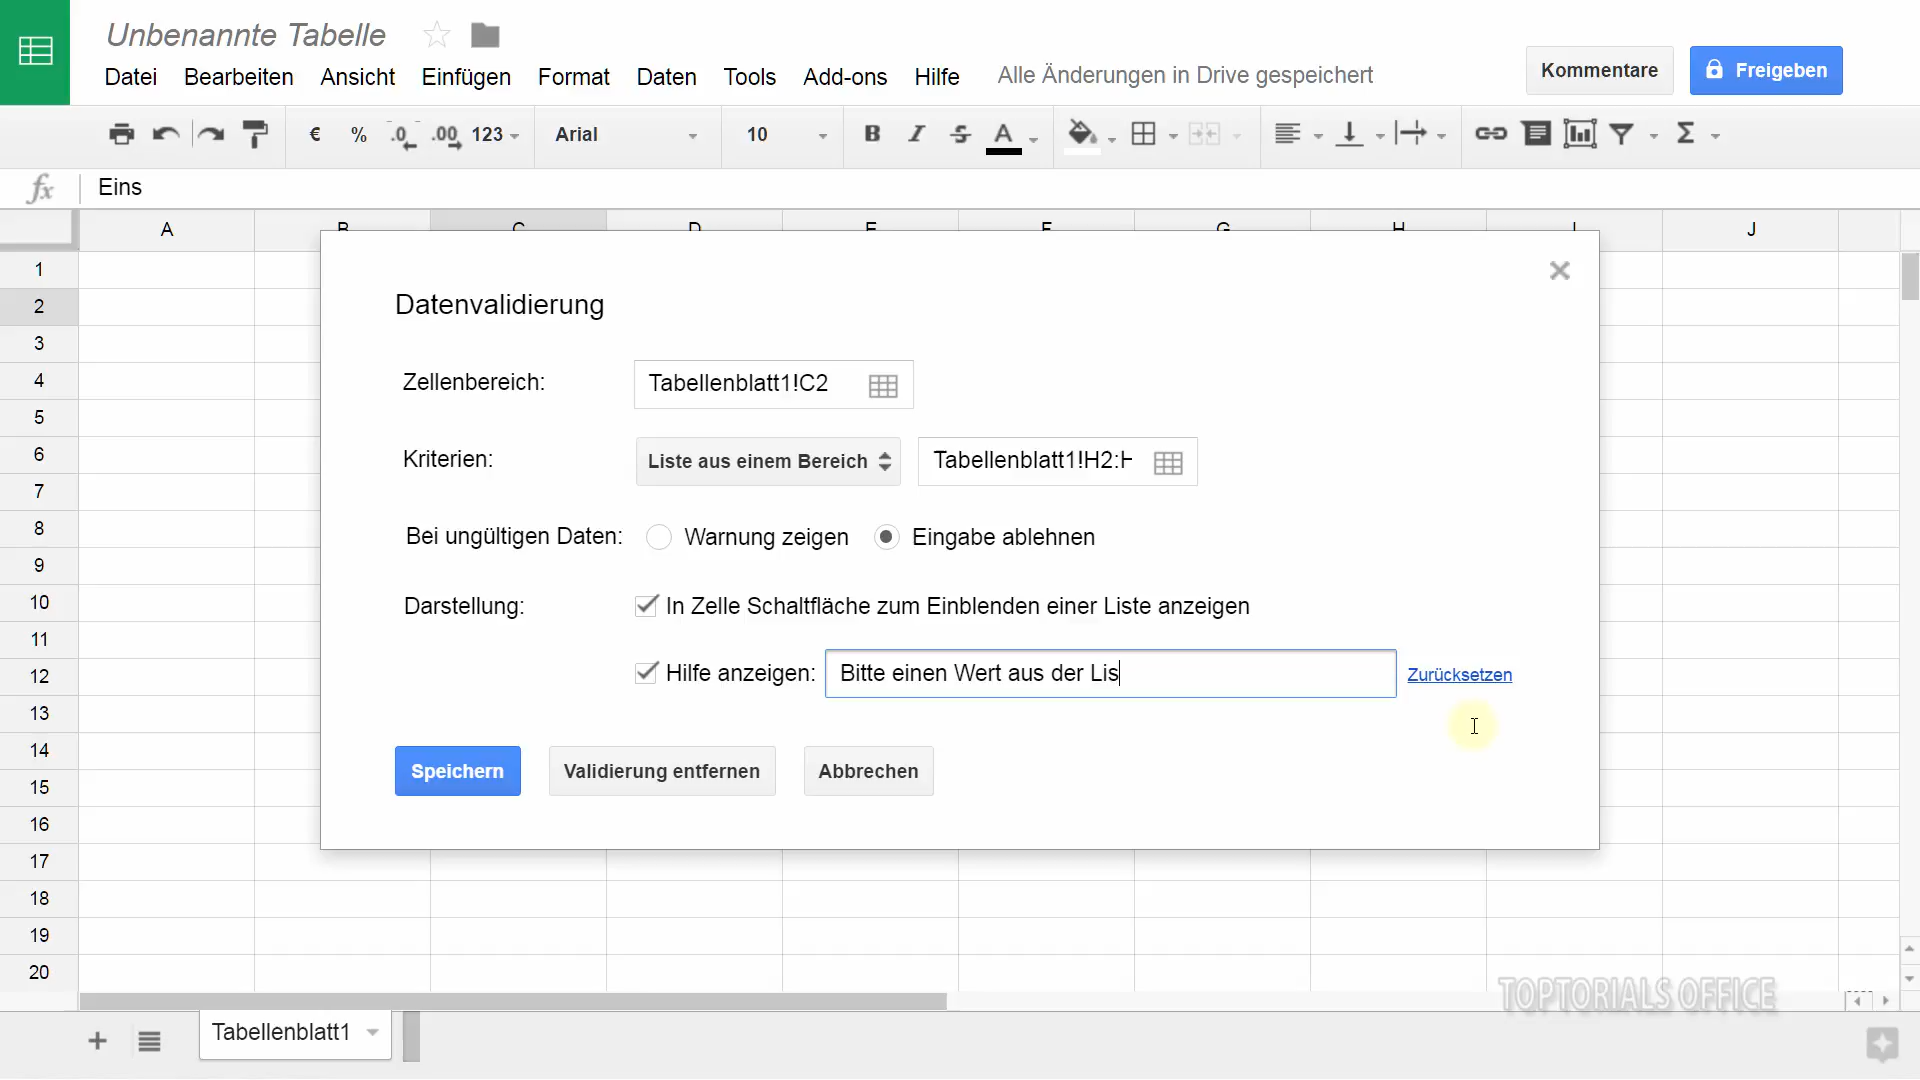 Unbenannte Tabelle
Datei Bearbeiten Ansicht Einfügen Format Daten Tools Add-ons Hilfe Alle Änderungen in Drive gespeichert
Kommentare Freigeben
€ % .0 .00 123 Arial 10 B I S A Σ
fx Eins
A B C D E F G H I J
1
2
3
4
5
6
7
8
9
10
11
12
13
14
15
16
17
18
19
20
Datenvalidierung
Zellenbereich: Tabellenblatt1!C2
Kriterien: Liste aus einem Bereich Tabellenblatt1!H2:
Bei ungültigen Daten: Warnung zeigen Eingabe ablehnen
Darstellung: In Zelle Schaltfläche zum Einblenden einer Liste anzeigen
Hilfe anzeigen: Bitte einen Wert aus der Lis Zurücksetzen
Speichern Validierung entfernen Abbrechen
TOPTORIALS OFFICE
Tabellenblatt1